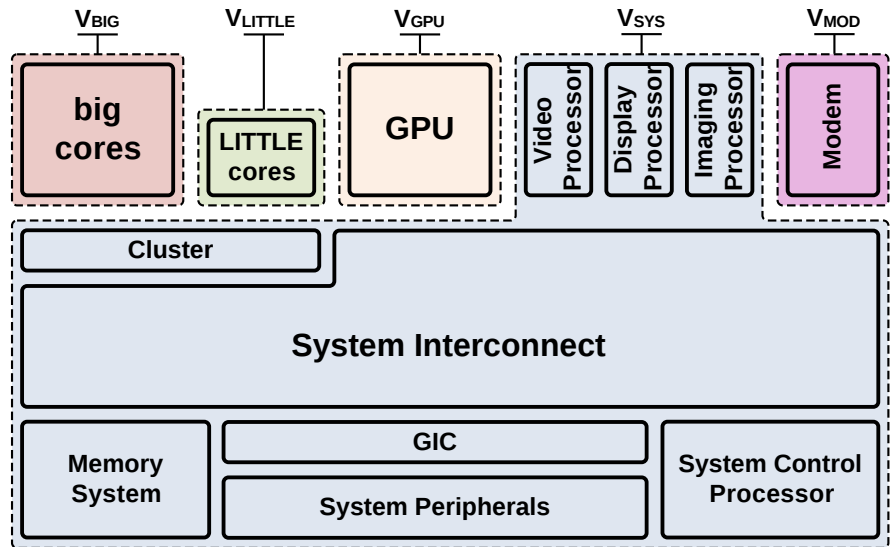 VBIG
VLITTLE
VGPU
VSYS
VMOD
big
cores
LITTLE
cores
GPU
Video
Processor
Display
Processor
Imaging
Processor
Modem
Cluster
System Interconnect
Memory
System
GIC
System Peripherals
System Control
Processor